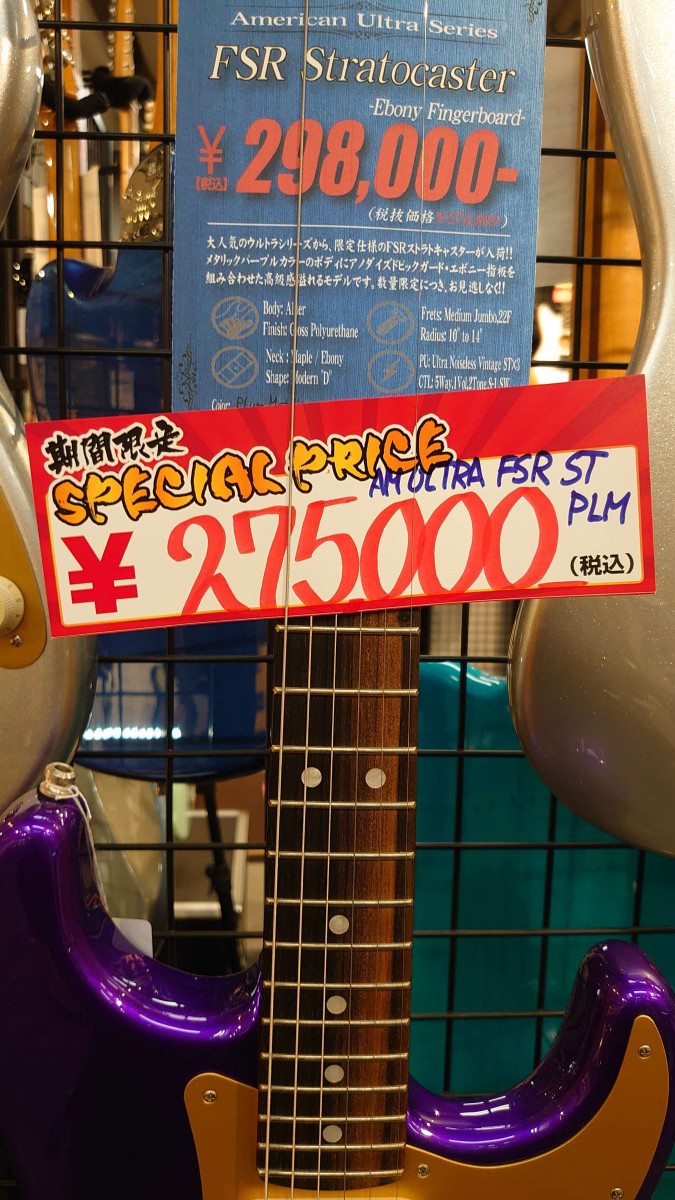 American Ultra Series
FSR Stratocaster
-Ebony Fingerboard-
¥298,000-
【税込】
(税抜価格 )
大人気のウルトラシリーズから、限定仕様のFSRストラトキャスターが入荷!!
メタリックパープルカラーのボディにアノダイズドピックガード・エボニー指板を
組み合わせた高級感溢れるモデルです。数量限定につき、お見逃しなく!!
Body: Alder
Finish: Gloss Polyurethane
Frets: Medium Jumbo,22F
Radius: 10" to 14"
Neck : Maple / Ebony
Shape: Modern "D"
PU: Ultra Noiseless Vintage STx3
CTL: 5Way,1Vol,2Tone,S-1 SW
Color: Plum
期間限定
SPECIAL PRICE
AM ULTRA FSR ST
PLM
¥275000
(税込)